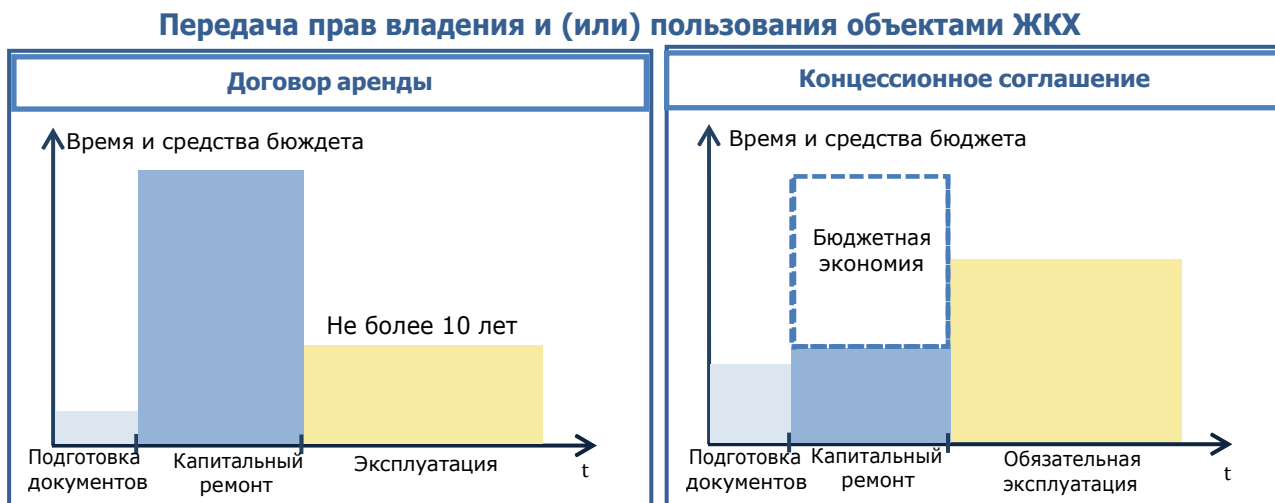 Передача прав владения и (или) пользования объектами ЖКХ
Договор аренды
Время и средства бюждета
Не более 10 лет
Подготовка
документов
Капитальный
ремонт
Эксплуатация
t
Концессионное соглашение
Время и средства бюджета
Бюджетная
экономия
Подготовка
документов
Капитальный
ремонт
Обязательная
эксплуатация
t